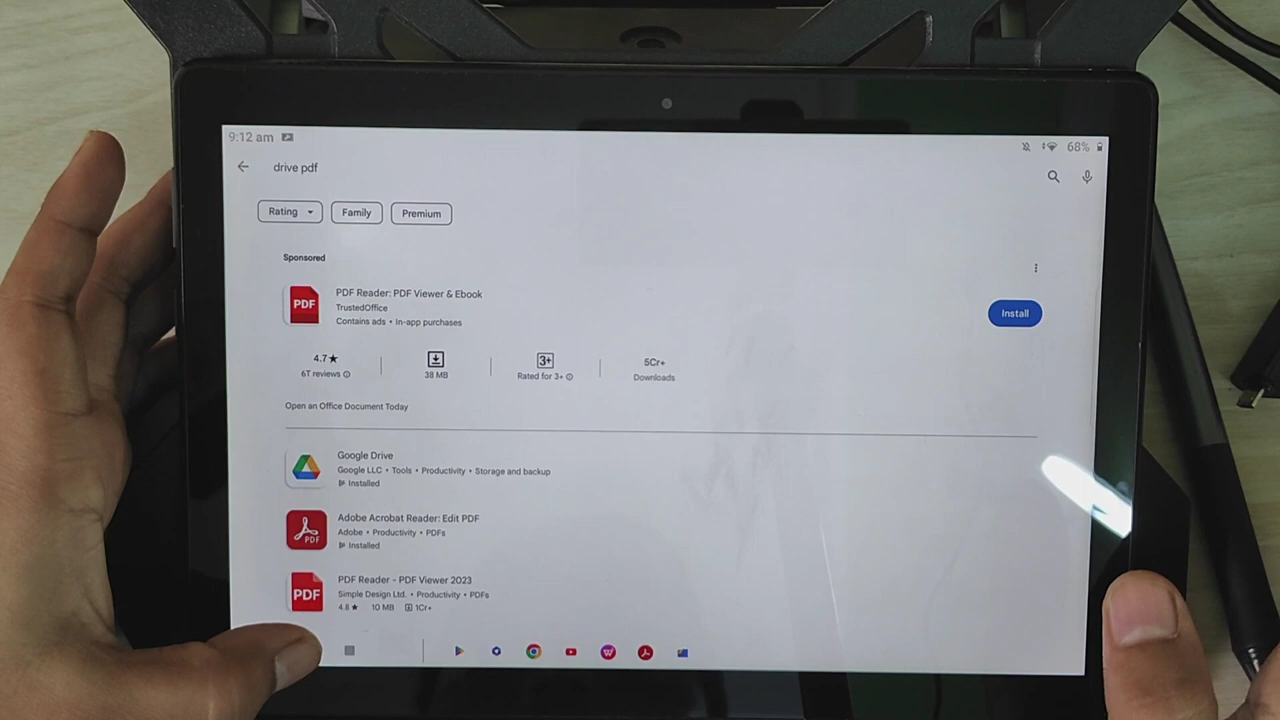 9:12 am
68%
drive pdf
Rating
Family
Premium
Sponsored
PDF
PDF Reader: PDF Viewer & Ebook
TrustedOffice
Contains ads • In-app purchases
Install
4.7★
6T reviews
38 MB
3+
Rated for 3+
5Cr+
Downloads
Open an Office Document Today
Google Drive
Google LLC • Tools • Productivity • Storage and backup
Installed
PDF
Adobe Acrobat Reader: Edit PDF
Adobe • Productivity • PDFs
Installed
PDF
PDF Reader - PDF Viewer 2023
Simple Design Ltd. • Productivity • PDFs
4.8 ★ 10 MB 1Cr+
W